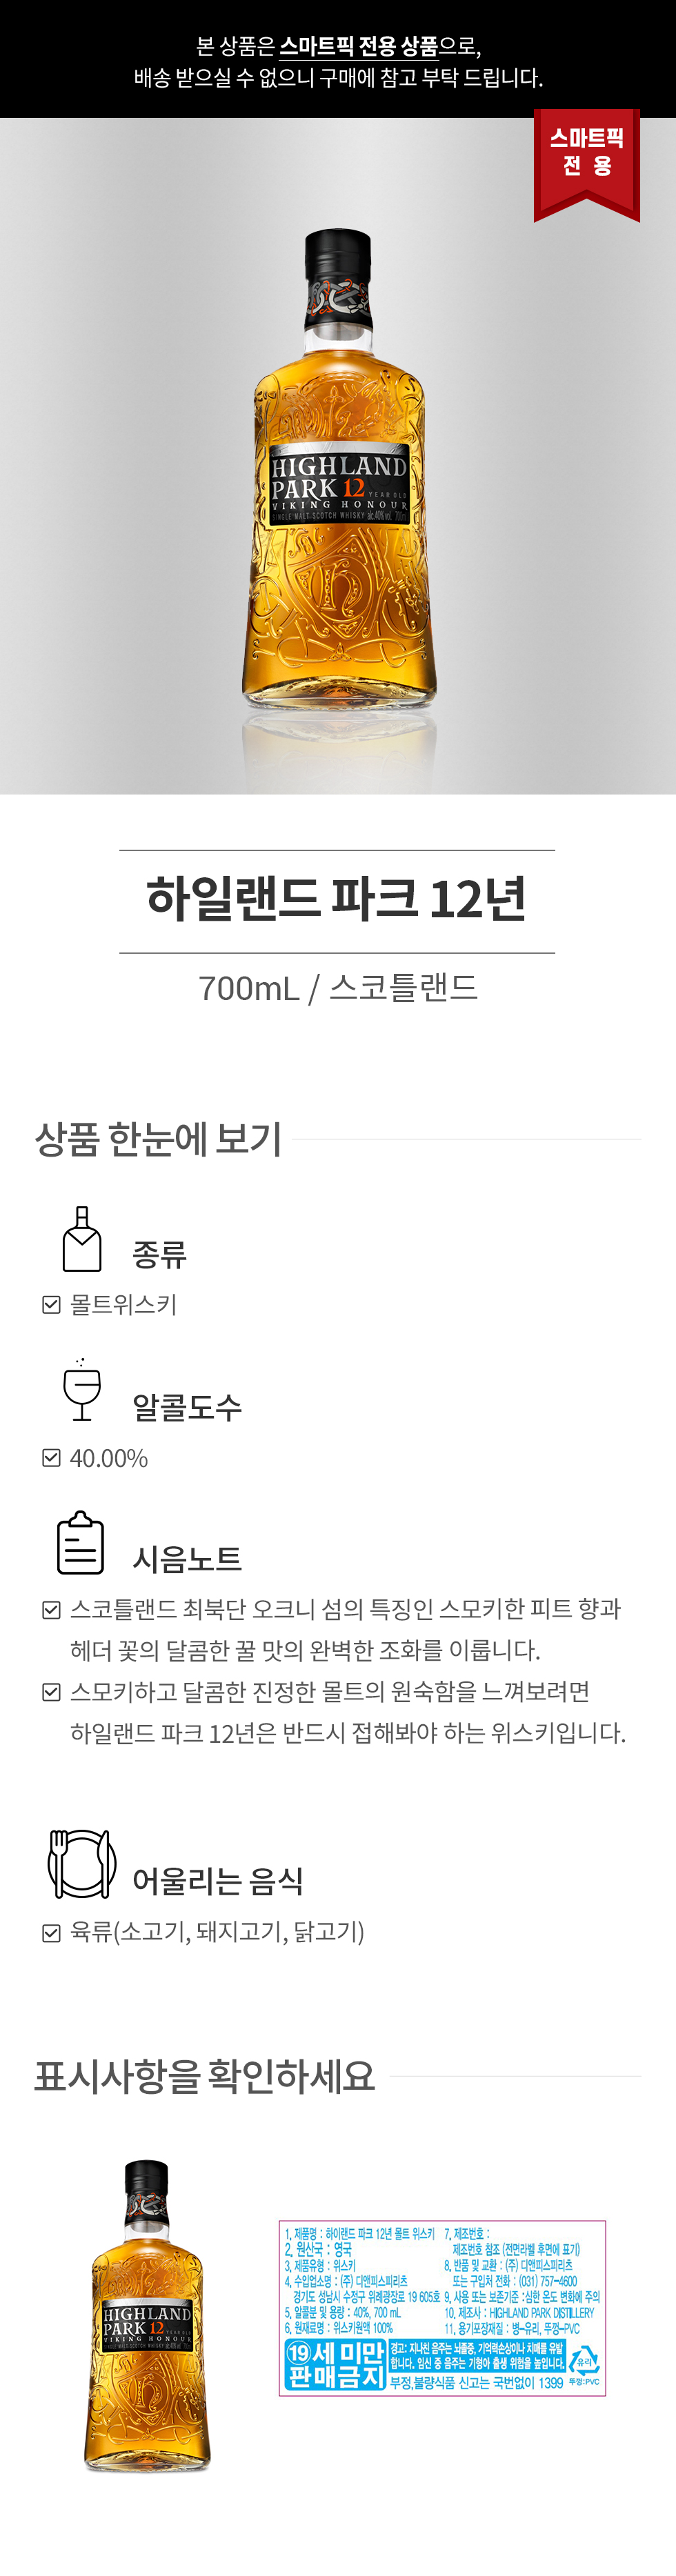 본 상품은 스마트픽 전용 상품으로,
배송 받으실 수 없으니 구매에 참고 부탁 드립니다.
스마트픽
전 용
HIGHLAND
PARK 12 YEAR OLD
VIKING HONOUR
SINGLE MALT SCOTCH WHISKY alc.40%vol. 700ml
하일랜드 파크 12년
700mL / 스코틀랜드
상품 한눈에 보기
종류
몰트위스키
알콜도수
40.00%
시음노트
스코틀랜드 최북단 오크니 섬의 특징인 스모키한 피트 향과
헤더 꽃의 달콤한 꿀 맛의 완벽한 조화를 이룹니다.
스모키하고 달콤한 진정한 몰트의 원숙함을 느껴보려면
하일랜드 파크 12년은 반드시 접해봐야 하는 위스키입니다.
어울리는 음식
육류(소고기, 돼지고기, 닭고기)
표시사항을 확인하세요
HIGHLAND
PARK 12 YEAR OLD
VIKING HONOUR
1. 제품명 : 하이랜드 파크 12년 몰트 위스키
2. 원산국 : 영국
3. 제품유형 : 위스키
4. 수입업소명 : (주) 디앤피스피리츠
경기도 성남시 수정구 위례광장로 19 605호
5. 알콜분 및 용량 : 40%, 700 mL
6. 원재료명 : 위스키원액 100%
7. 제조번호 :
제조번호 참조 (전면라벨 후면에 표기)
8. 반품 및 교환 : (주) 디앤피스피리츠
또는 구입처 전화 : (031) 757-4600
9. 사용 또는 보존기준 :심한 온도 변화에 주의
10. 제조사 : HIGHLAND PARK DISTILLERY
11. 용기포장재질 : 병-유리, 뚜껑-PVC
19세 미만
판매금지
경고: 지나친 음주는 뇌졸중, 기억력손상이나 치매를 유발
합니다. 임신 중 음주는 기형아 출생 위험을 높입니다.
부정,불량식품 신고는 국번없이 1399
유리
뚜껑:PVC